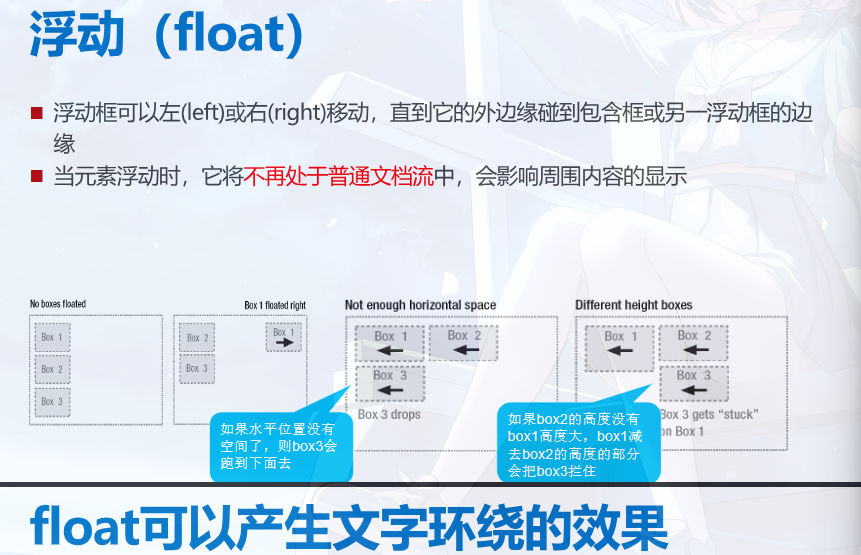 浮动（float）
浮动框可以左(left)或右(right)移动，直到它的外边缘碰到包含框或另一浮动框的边
缘
当元素浮动时，它将不再处于普通文档流中，会影响周围内容的显示
No boxes floated
Box 1
Box 2
Box 3
Box 1 floated right
Box 2
Box 1
Box 3
Not enough horizontal space
Box 1
Box 2
Box 3
Box 3 drops
如果水平位置没有
空间了，则box3会
跑到下面去
Different height boxes
Box 1
Box 2
Box 3
Box 3 gets “stuck”
on Box 1
如果box2的高度没有
box1高度大，box1减
去box2的高度的部分
会把box3拦住
float可以产生文字环绕的效果